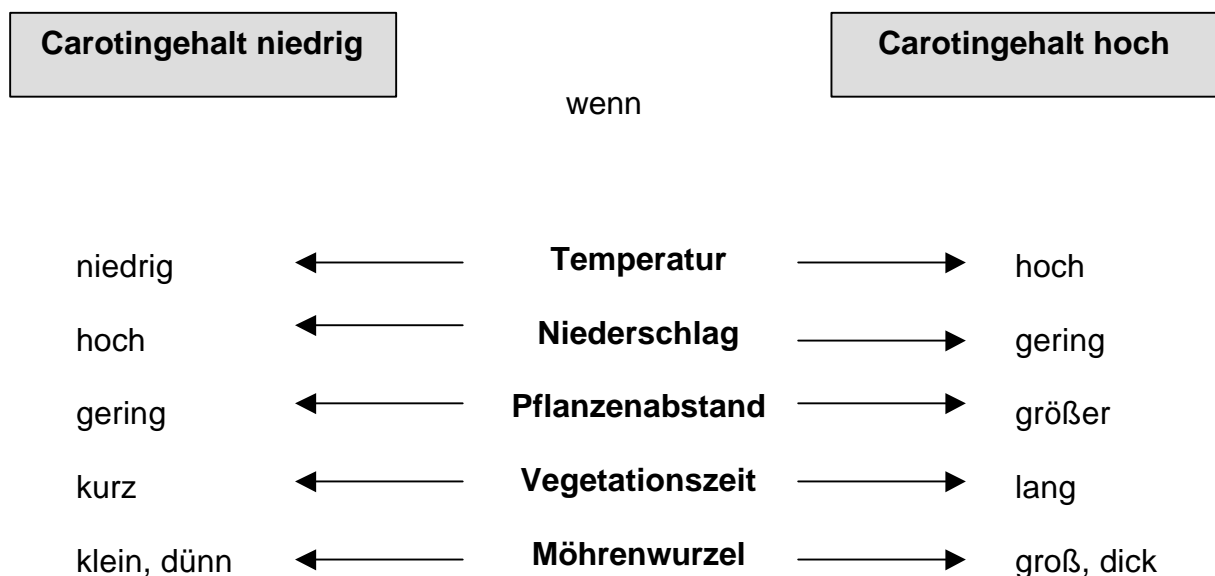 Carotingehalt niedrig
Carotingehalt hoch
wenn
niedrig Temperatur hoch
hoch Niederschlag gering
gering Pflanzenabstand größer
kurz Vegetationszeit lang
klein, dünn Möhrenwurzel groß, dick